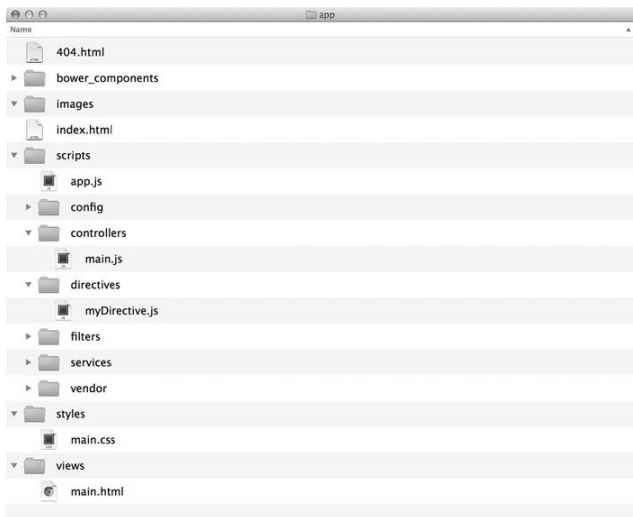 app
Name
404.html
bower_components
images
index.html
scripts
app.js
config
controllers
main.js
directives
myDirective.js
filters
services
vendor
styles
main.css
views
main.html